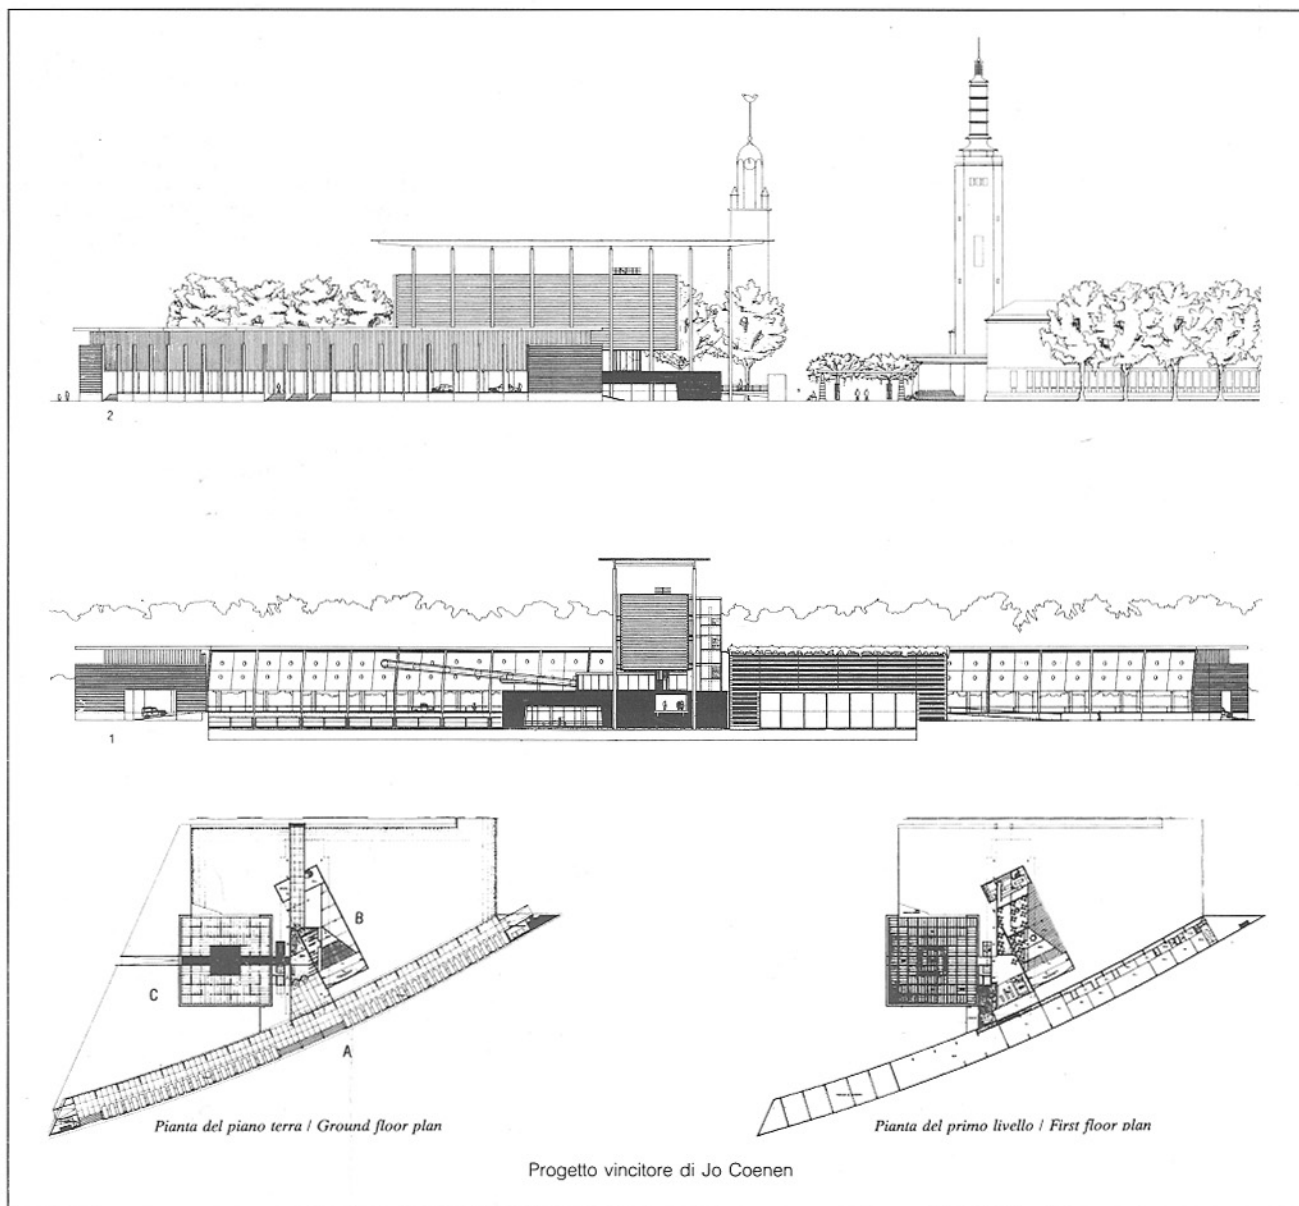 2
1
B
C
A
Pianta del piano terra / Ground floor plan
Pianta del primo livello / First floor plan
Progetto vincitore di Jo Coenen